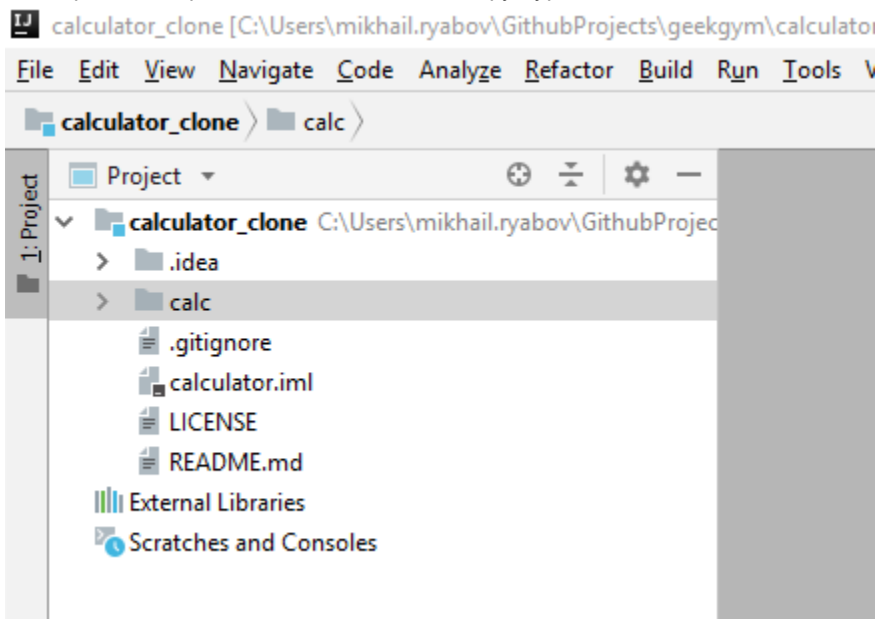 calculator_clone [C:\Users\mikhail.ryabov\GithubProjects\geekgym\calculator
File Edit View Navigate Code Analyze Refactor Build Run Tools V
calculator_clone calc
1: Project
Project
calculator_clone C:\Users\mikhail.ryabov\GithubProjec
.idea
calc
.gitignore
calculator.iml
LICENSE
README.md
External Libraries
Scratches and Consoles